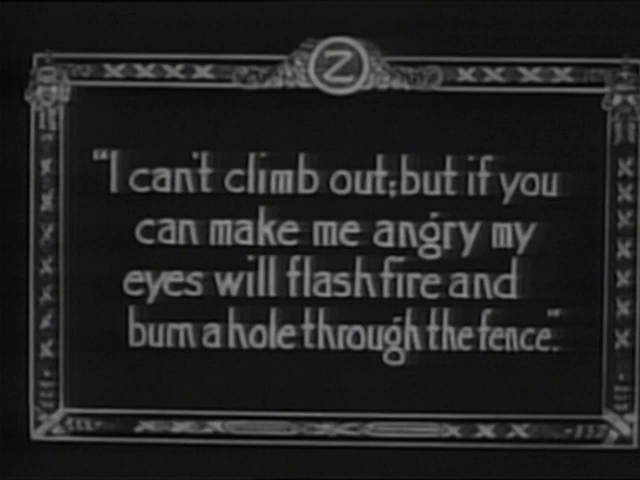 Z
"I can't climb out; but if you
can make me angry my
eyes will flash fire and
burn a hole through the fence."